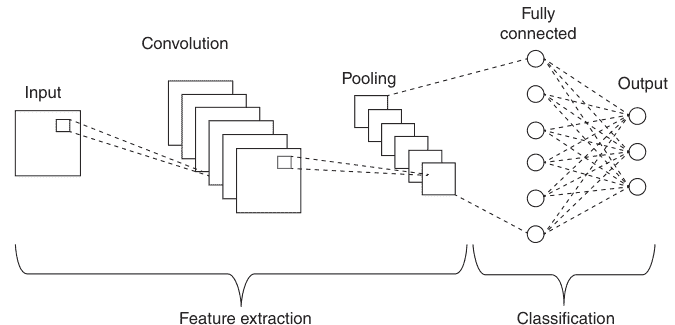 Fully
connected
Convolution
Pooling
Output
Input
Feature extraction
Classification